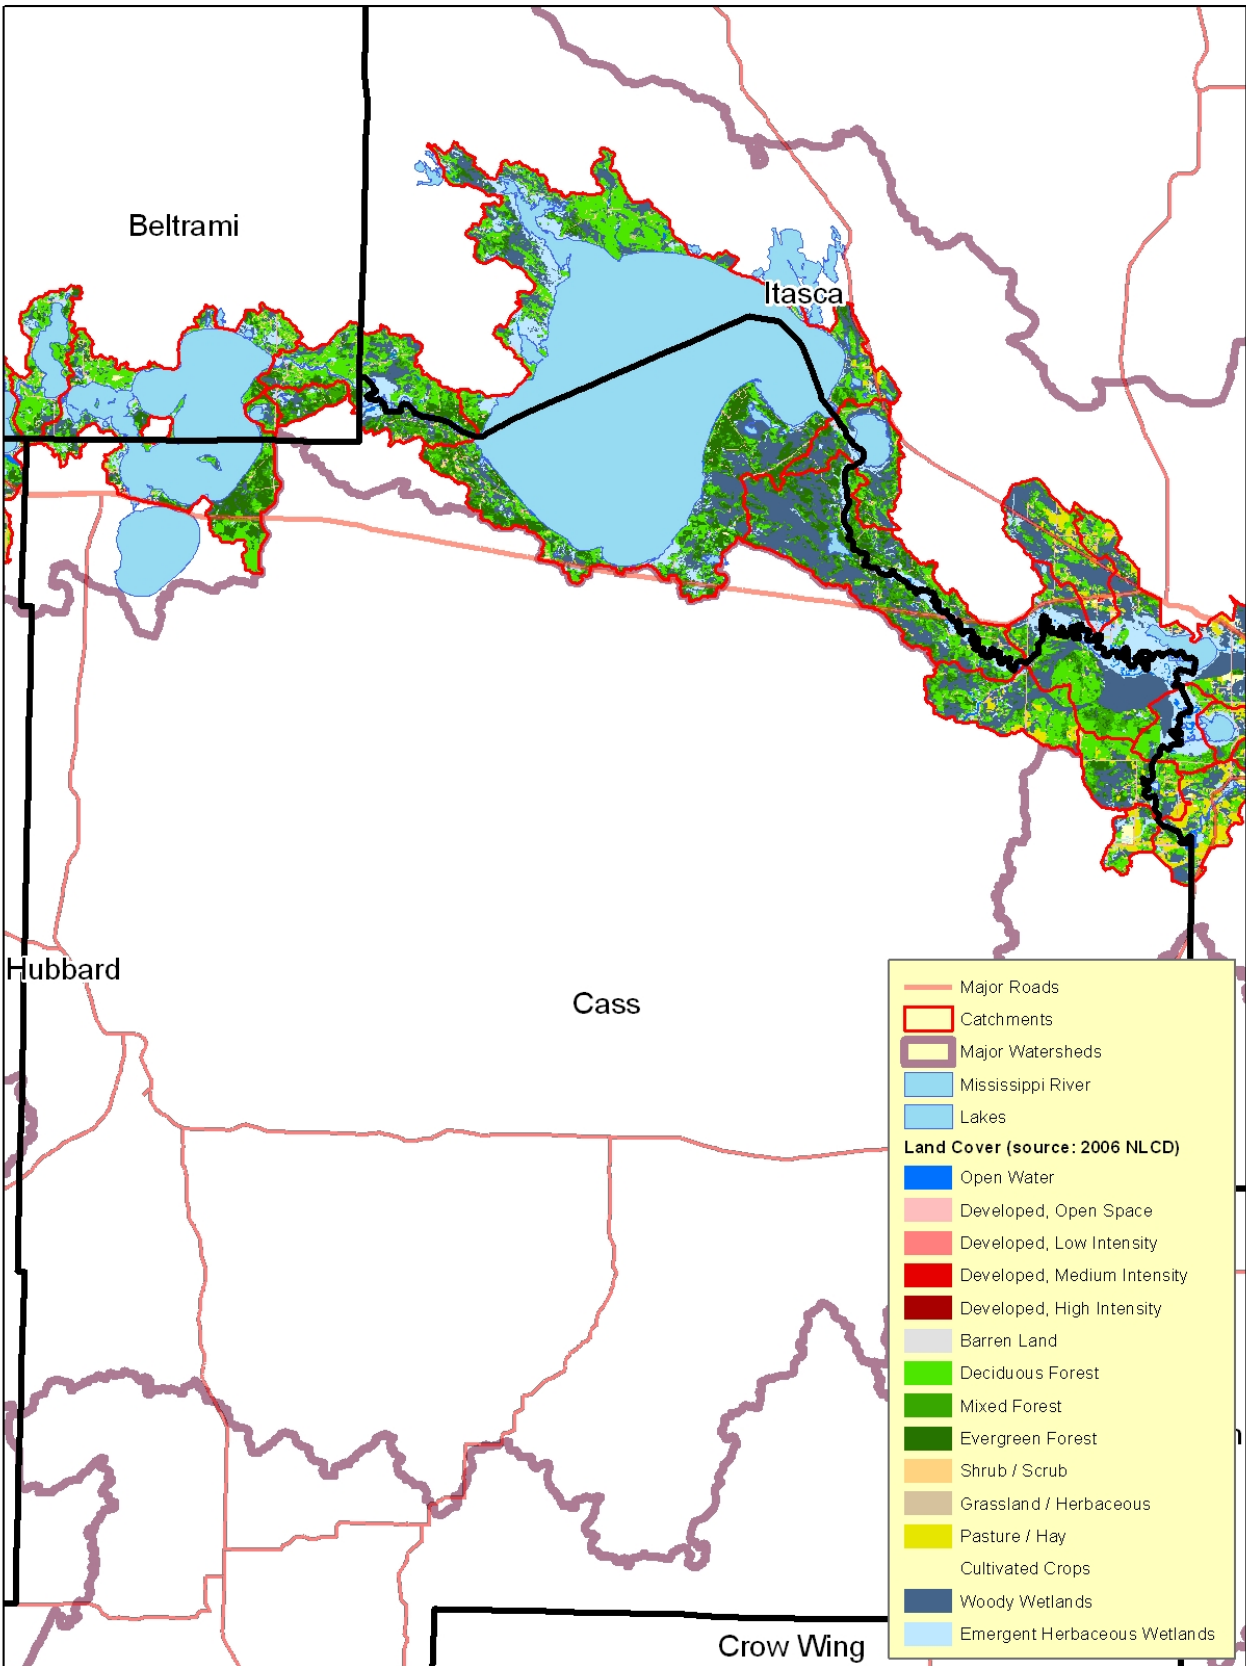 Beltrami
Itasca
Hubbard
Cass
Major Roads
Catchments
Major Watersheds
Mississippi River
Lakes
Land Cover (source: 2006 NLCD)
Open Water
Developed, Open Space
Developed, Low Intensity
Developed, Medium Intensity
Developed, High Intensity
Barren Land
Deciduous Forest
Mixed Forest
Evergreen Forest
Shrub / Scrub
Grassland / Herbaceous
Pasture / Hay
Cultivated Crops
Woody Wetlands
Emergent Herbaceous Wetlands
Crow Wing